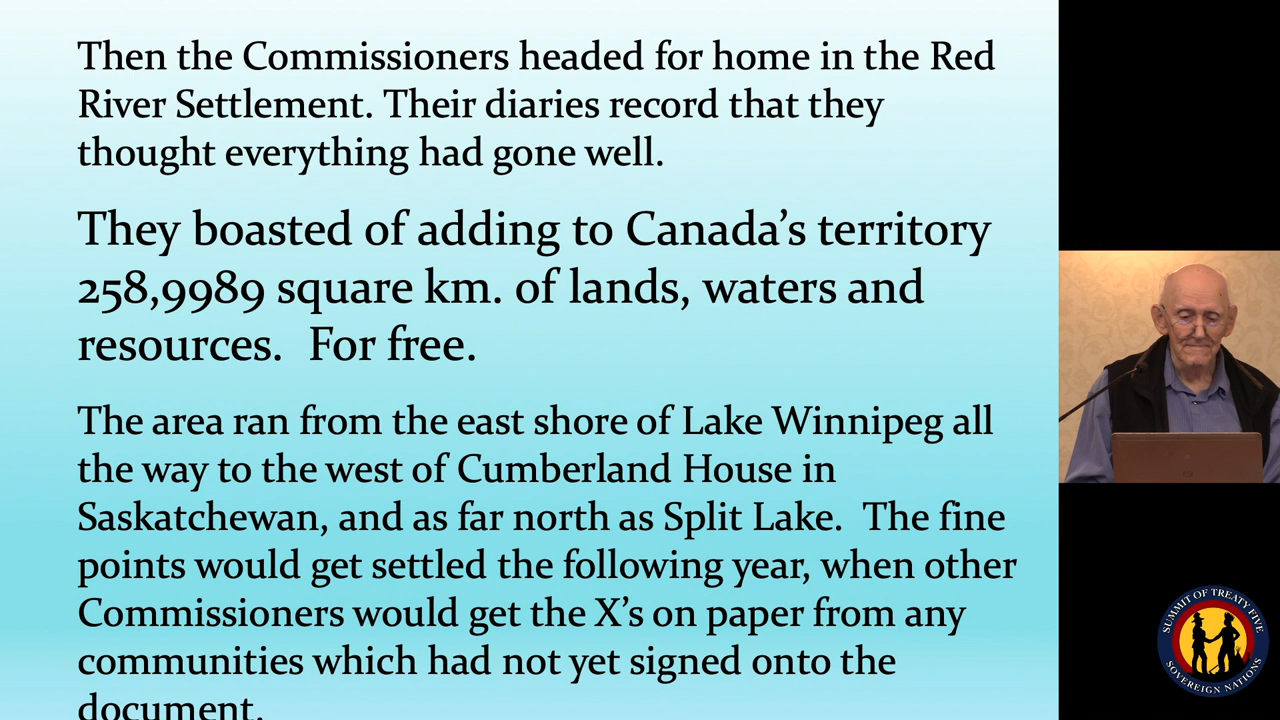 Then the Commissioners headed for home in the Red
River Settlement. Their diaries record that they
thought everything had gone well.
They boasted of adding to Canada’s territory
258,9989 square km. of lands, waters and
resources.  For free.
The area ran from the east shore of Lake Winnipeg all
the way to the west of Cumberland House in
Saskatchewan, and as far north as Split Lake.  The fine
points would get settled the following year, when other
Commissioners would get the X’s on paper from any
communities which had not yet signed onto the
document.
SUMMIT OF TREATY FIVE
SOVEREIGN NATIONS